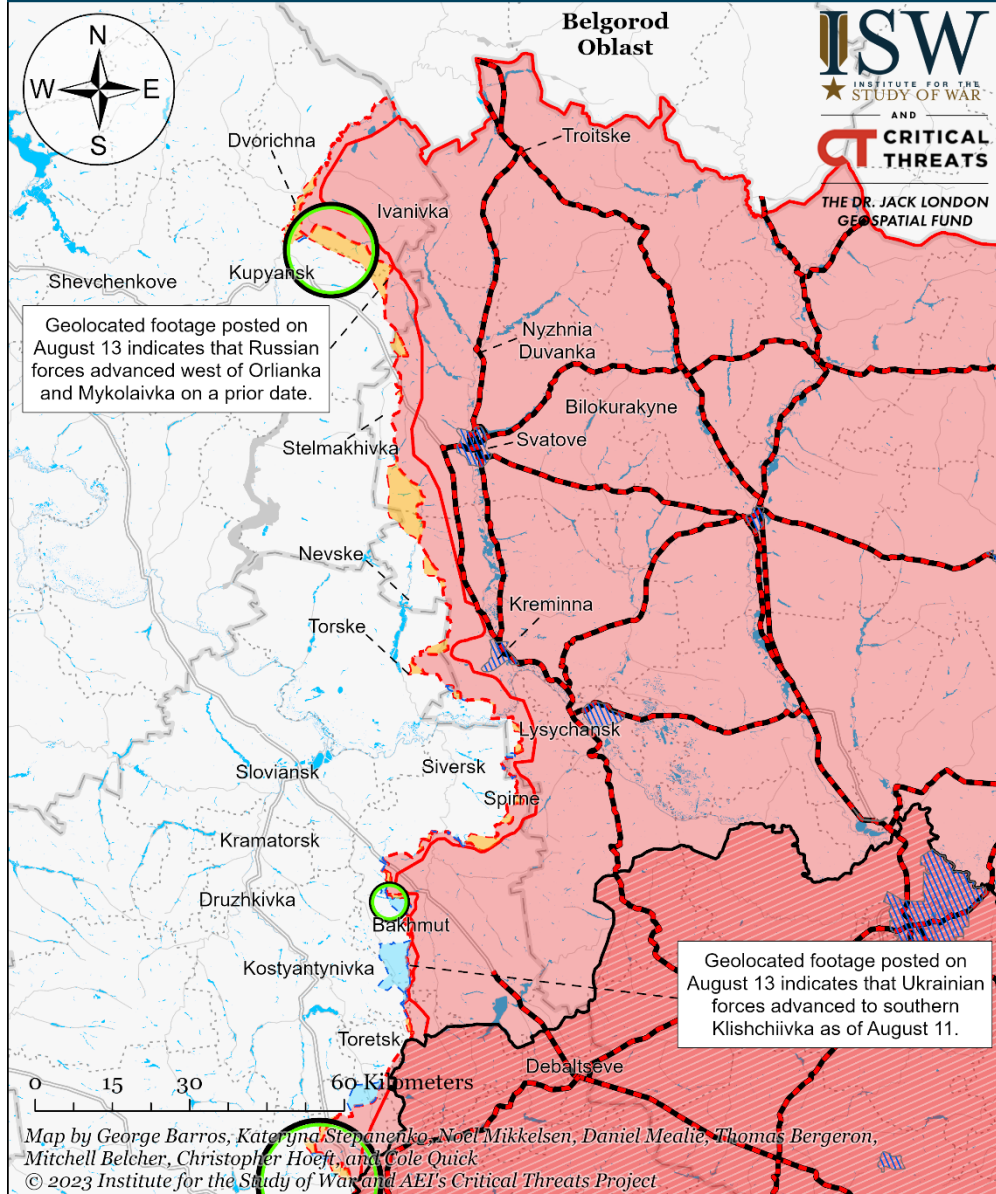 Belgorod
Oblast
ISW
INSTITUTE FOR THE
STUDY OF WAR
AND
CT CRITICAL
THREATS
THE DR. JACK LONDON
GEOSPATIAL FUND
N
W E
S
Dvorichna
Troitske
Ivanivka
Kupyansk
Shevchenkove
Geolocated footage posted on
August 13 indicates that Russian
forces advanced west of Orlianka
and Mykolaivka on a prior date.
Nyzhnia
Duvanka
Bilokurakyne
Svatove
Stelmakhivka
Nevske
Kreminna
Torske
Lysychansk
Siversk
Sloviansk
Spirne
Kramatorsk
Druzhkivka
Bakhmut
Kostyantynivka
Geolocated footage posted on
August 13 indicates that Ukrainian
forces advanced to southern
Klishchiivka as of August 11.
Toretsk
Debaltseve
0 15 30 60 Kilometers
Map by George Barros, Kateryna Stepanenko, Noel Mikkelsen, Daniel Mealie, Thomas Bergeron,
Mitchell Belcher, Christopher Hoeft, and Cole Quick
© 2023 Institute for the Study of War and AEI's Critical Threats Project